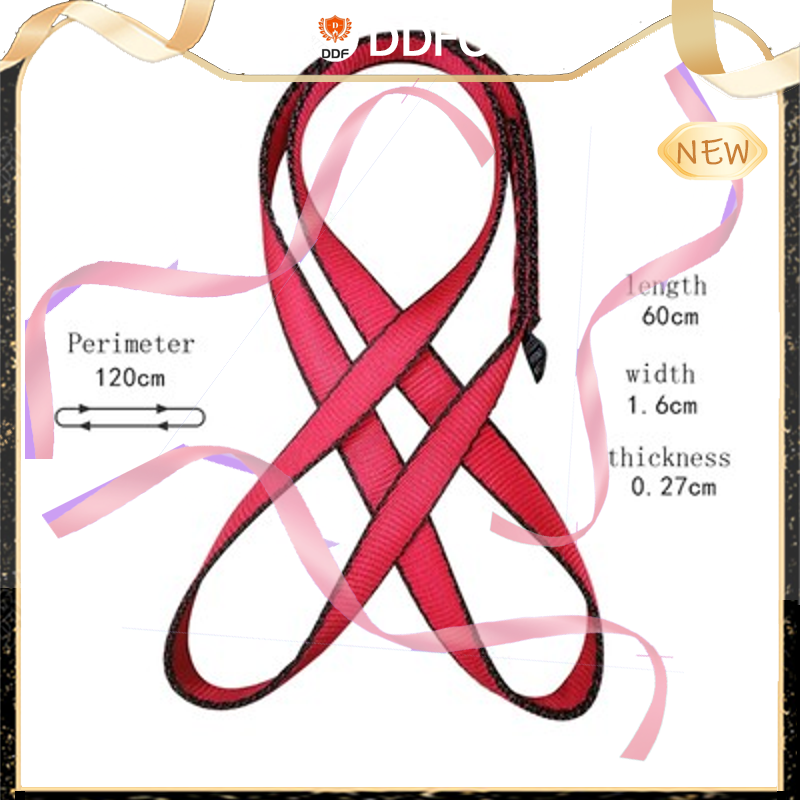 DDF
NEW
length
60cm
Perimeter
120cm
width
1.6cm
thickness
0.27cm